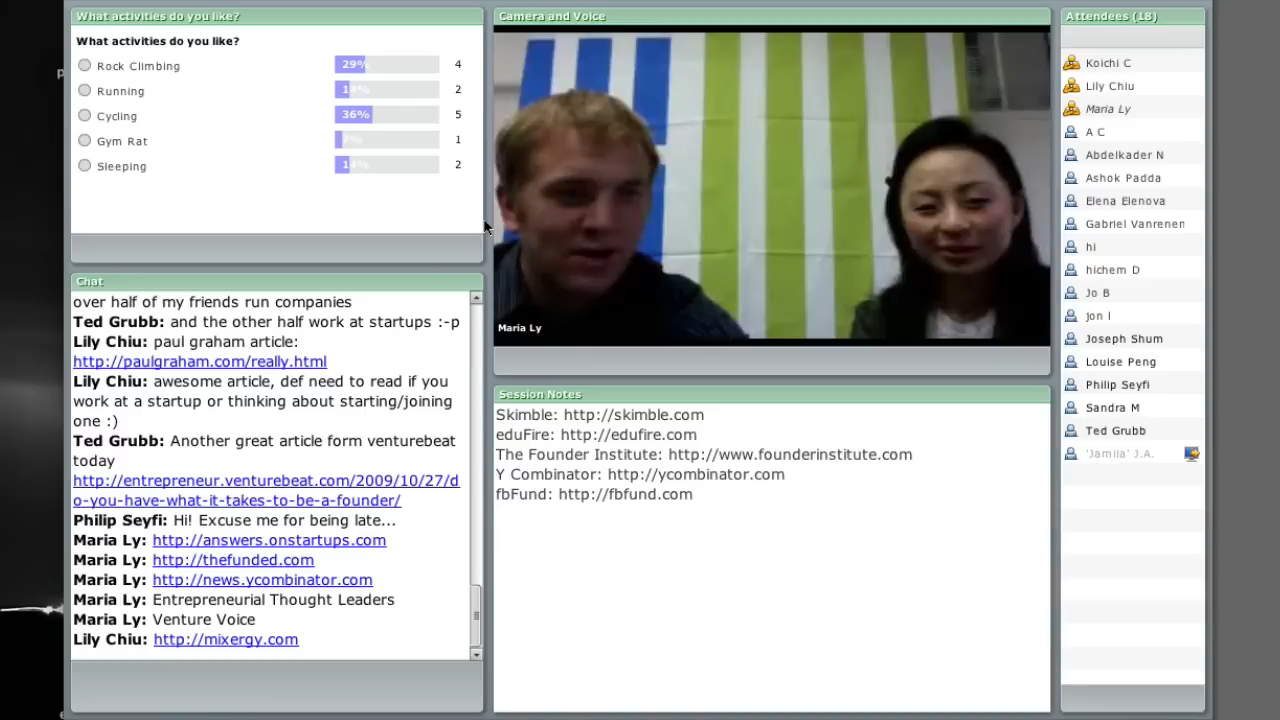 What activities do you like?
What activities do you like?
Rock Climbing 29% 4
Running 14% 2
Cycling 36% 5
Gym Rat 7% 1
Sleeping 14% 2
Chat
over half of my friends run companies
Ted Grubb: and the other half work at startups :-p
Lily Chiu: paul graham article:
http://paulgraham.com/really.html
Lily Chiu: awesome article, def need to read if you
work at a startup or thinking about starting/joining
one :)
Ted Grubb: Another great article form venturebeat
today
http://entrepreneur.venturebeat.com/2009/10/27/d
o-you-have-what-it-takes-to-be-a-founder/
Philip Seyfi: Hi! Excuse me for being late...
Maria Ly: http://answers.onstartups.com
Maria Ly: http://thefunded.com
Maria Ly: http://news.ycombinator.com
Maria Ly: Entrepreneurial Thought Leaders
Maria Ly: Venture Voice
Lily Chiu: http://mixergy.com
Camera and Voice
Maria Ly
Session Notes
Skimble: http://skimble.com
eduFire: http://edufire.com
The Founder Institute: http://www.founderinstitute.com
Y Combinator: http://ycombinator.com
fbFund: http://fbfund.com
Attendees (18)
Koichi C
Lily Chiu
Maria Ly
A C
Abdelkader N
Ashok Padda
Elena Elenova
Gabriel Vanrenen
hi
hichem D
Jo B
jon l
Joseph Shum
Louise Peng
Philip Seyfi
Sandra M
Ted Grubb
'Jamila' J.A.